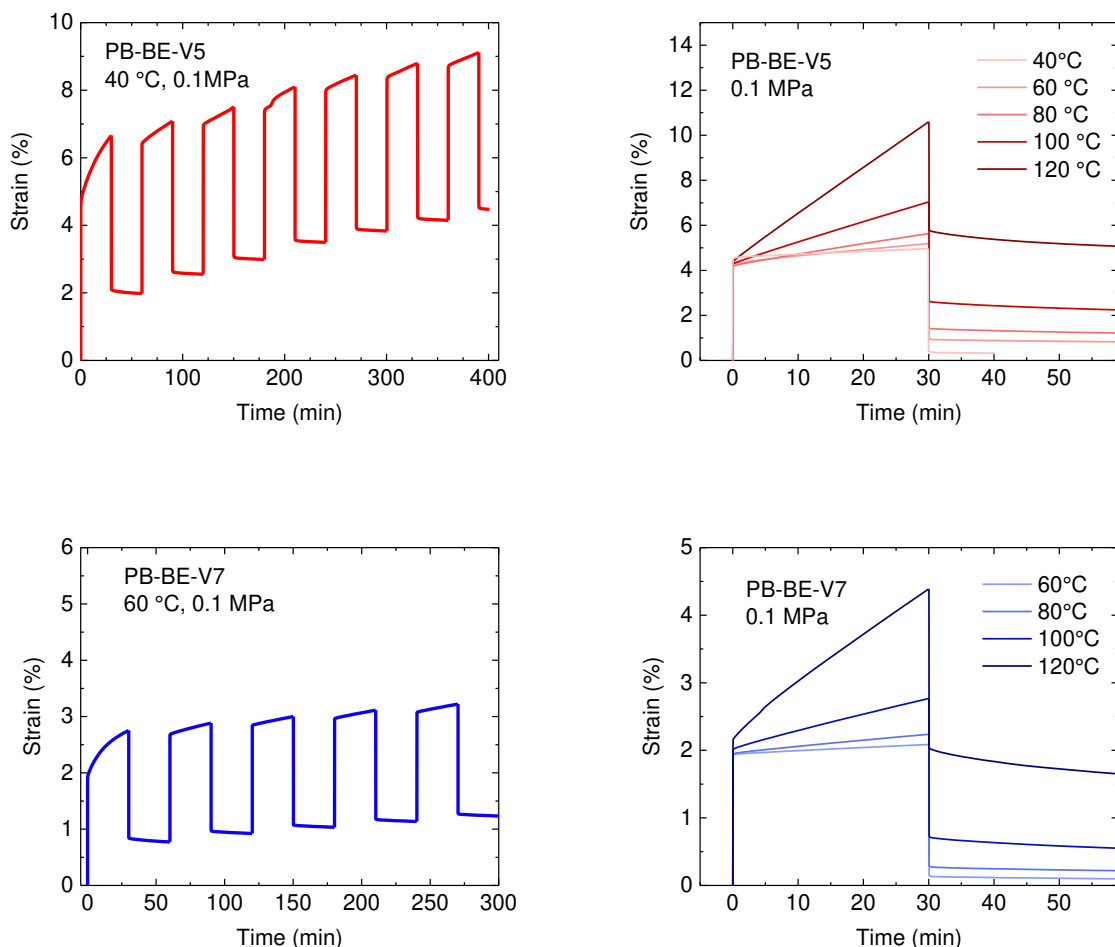 PB-BE-V5
40 °C, 0.1MPa
Strain (%)
10
8
6
4
2
0
0 100 200 300 400
Time (min)
PB-BE-V5
0.1 MPa
40°C
60 °C
80 °C
100 °C
120 °C
Strain (%)
14
12
10
8
6
4
2
0
0 10 20 30 40 50
Time (min)
PB-BE-V7
60 °C, 0.1 MPa
Strain (%)
6
5
4
3
2
1
0
0 50 100 150 200 250 300
Time (min)
PB-BE-V7
0.1 MPa
60°C
80°C
100°C
120°C
Strain (%)
5
4
3
2
1
0
0 10 20 30 40 50
Time (min)